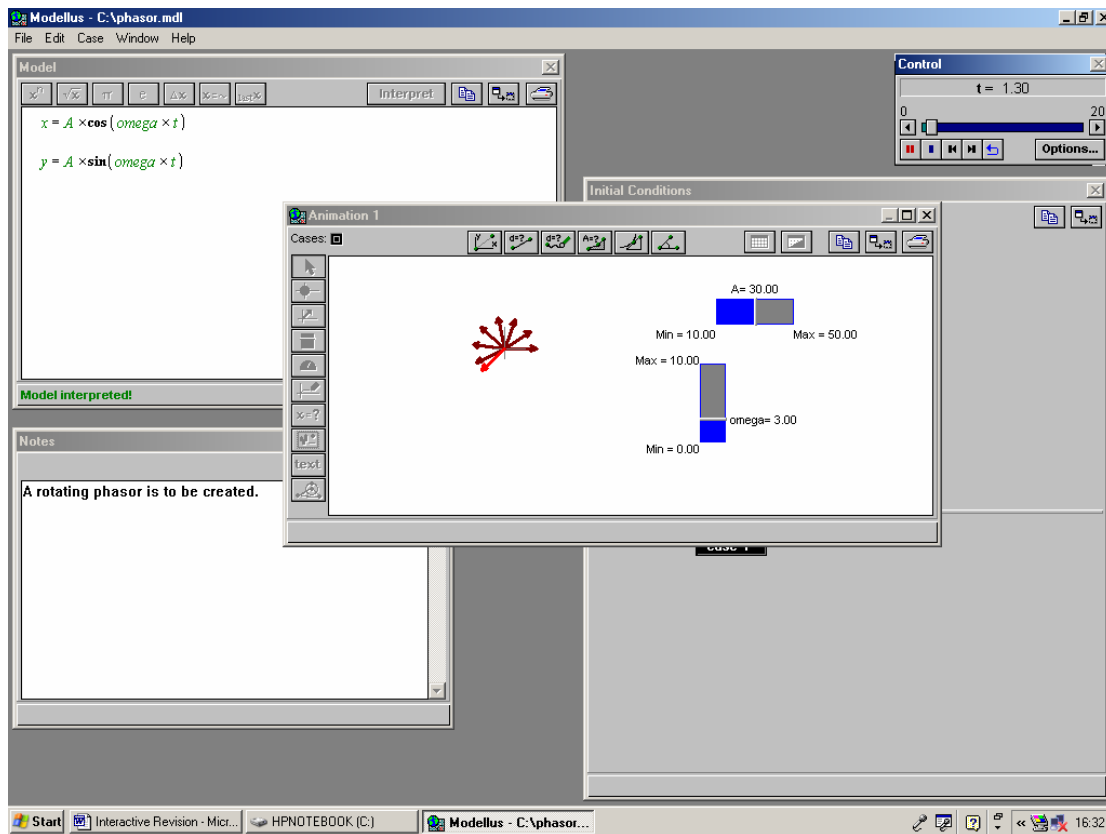 Modellus - C:\phasor.mdl
File Edit Case Window Help
Model
xⁿ √x π e Δx x=∾ lastX Interpret
x = A ×cos( omega × t )
y = A ×sin( omega × t )
Model interpreted!
Control
t = 1.30
0 20
Options...
Initial Conditions
Animation 1
Cases:
A= 30.00
Min = 10.00 Max = 50.00
Max = 10.00
omega= 3.00
Min = 0.00
x=?
text
Notes
A rotating phasor is to be created.
Start Interactive Revision - Micr... HPNOTEBOOK (C:) Modellus - C:\phasor... « 16:32